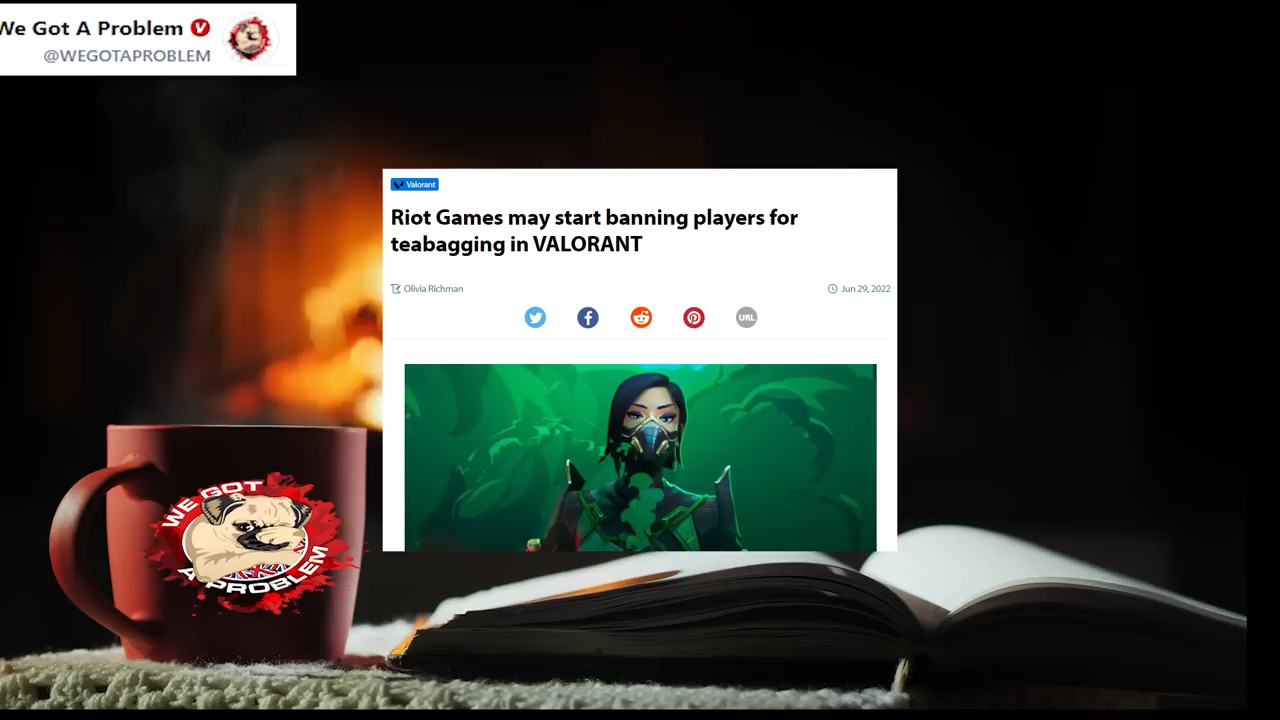 We Got A Problem
@WEGOTAPROBLEM
Valorant
Riot Games may start banning players for
teabagging in VALORANT
Olivia Richman
Jun 29, 2022
URL
WE GOT
A PROBLEM